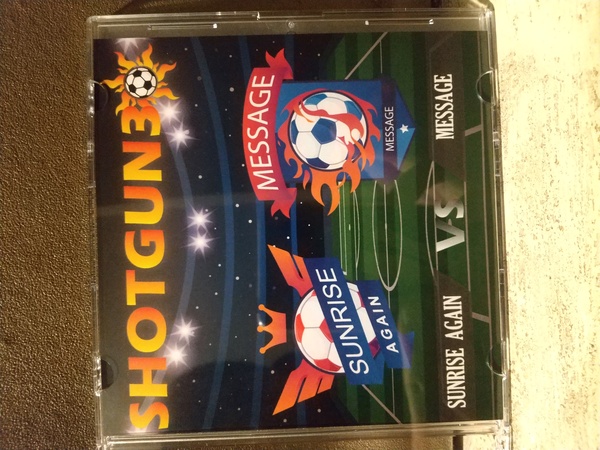 SHOTGUN3
SUNRISE
AGAIN
MESSAGE
MESSAGE
SUNRISE AGAIN VS MESSAGE